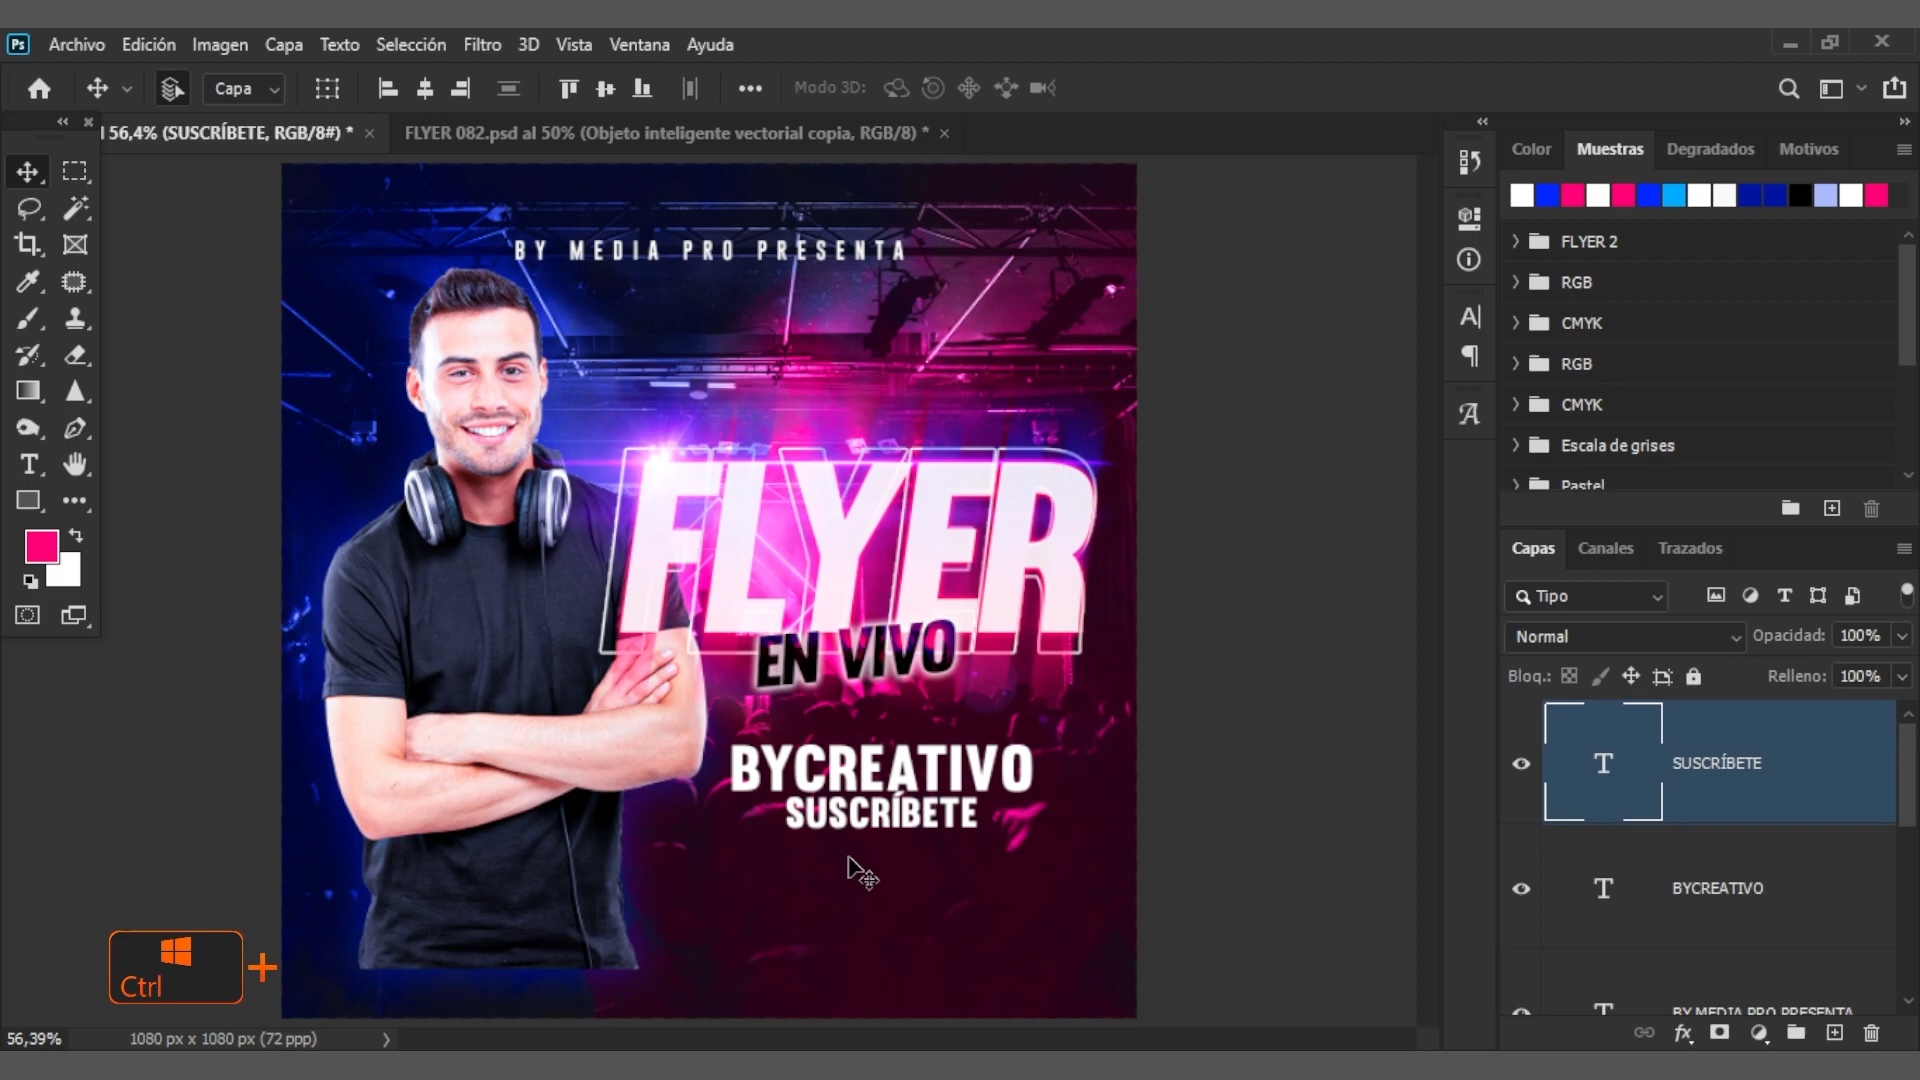 Ps Archivo Edición Imagen Capa Texto Selección Filtro 3D Vista Ventana Ayuda
Capa Modo 3D:
l 56,4% (SUSCRÍBETE, RGB/8#) * FLYER 082.psd al 50% (Objeto inteligente vectorial copia, RGB/8) *
BY MEDIA PRO PRESENTA
FLYER
EN VIVO
BYCREATIVO
SUSCRÍBETE
Ctrl +
56,39% 1080 px x 1080 px (72 ppp)
Color Muestras Degradados Motivos
FLYER 2
RGB
CMYK
RGB
CMYK
Escala de grises
Pastel
Capas Canales Trazados
Tipo
Normal Opacidad: 100%
Bloq.: Relleno: 100%
SUSCRÍBETE
BYCREATIVO
BY MEDIA PRO PRESENTA
fx